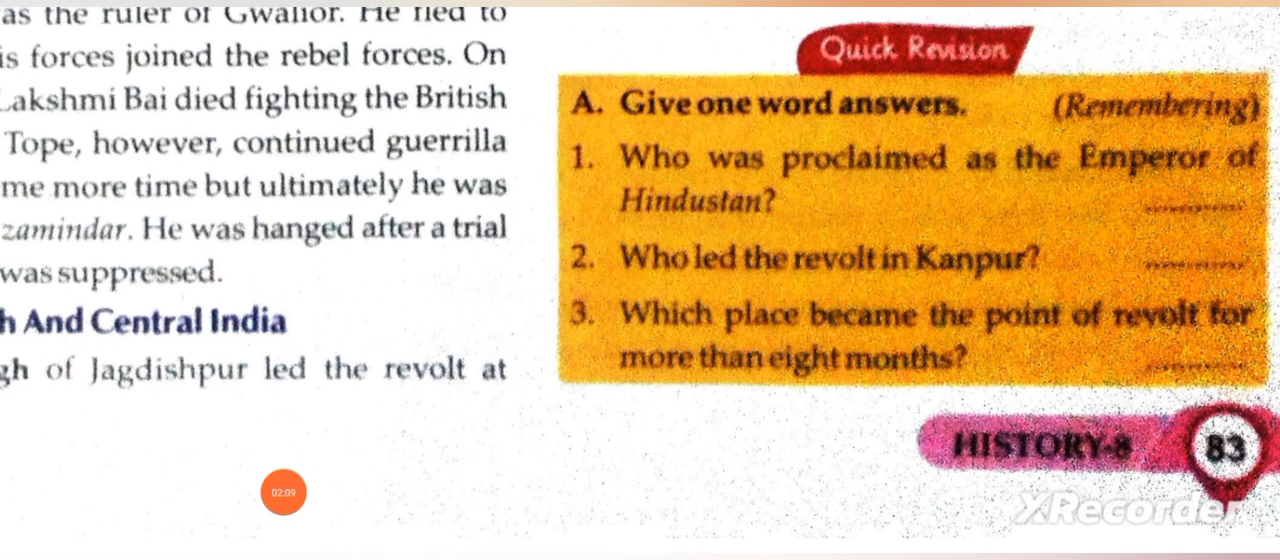 as the ruler of Gwalior. He fled to
is forces joined the rebel forces. On
Lakshmi Bai died fighting the British
Tope, however, continued guerrilla
me more time but ultimately he was
zamindar. He was hanged after a trial
was suppressed.
h And Central India
gh of Jagdishpur led the revolt at
Quick Revision
A. Give one word answers. (Remembering)
1. Who was proclaimed as the Emperor of
Hindustan? ............
2. Who led the revolt in Kanpur? ............
3. Which place became the point of revolt for
more than eight months? ............
HISTORY-8 83
02:09
XRecorder